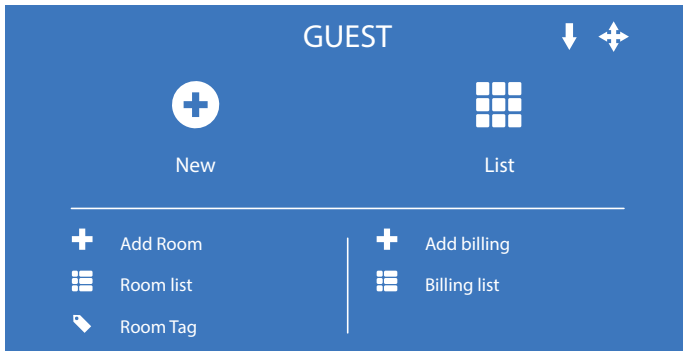 GUEST
New
List
Add Room
Room list
Room Tag
Add billing
Billing list